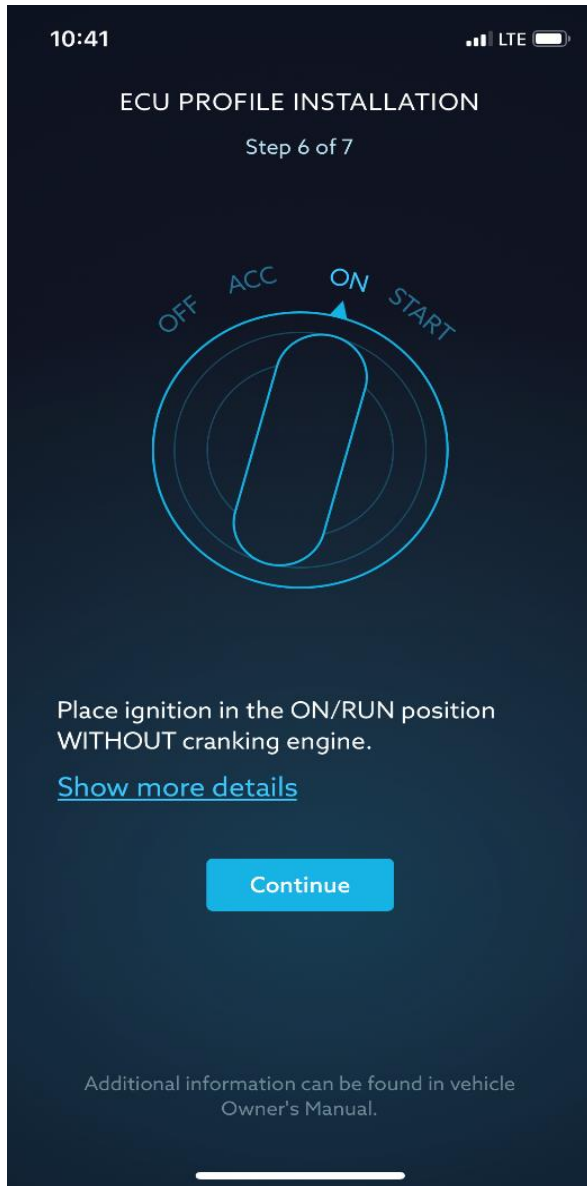 10:41
LTE
ECU PROFILE INSTALLATION
Step 6 of 7
OFF ACC ON START
Place ignition in the ON/RUN position
WITHOUT cranking engine.
Show more details
Continue
Additional information can be found in vehicle
Owner's Manual.